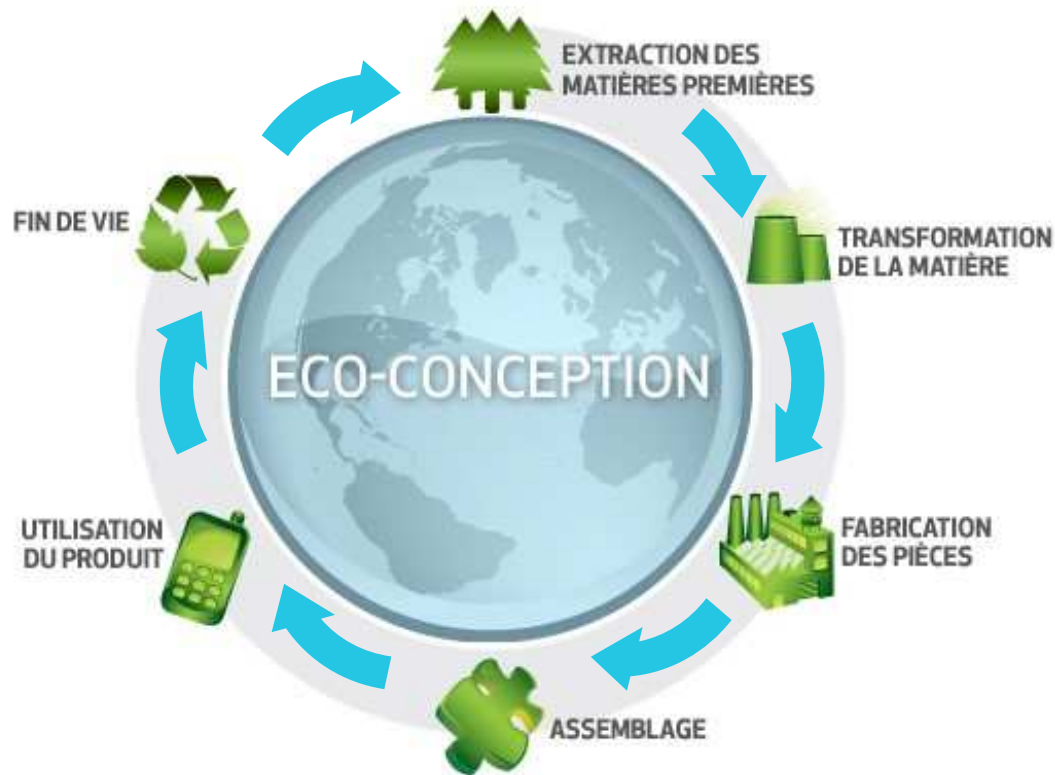 EXTRACTION DES
MATIÈRES PREMIÈRES
TRANSFORMATION
DE LA MATIÈRE
FABRICATION
DES PIÈCES
ASSEMBLAGE
UTILISATION
DU PRODUIT
FIN DE VIE
ECO-CONCEPTION